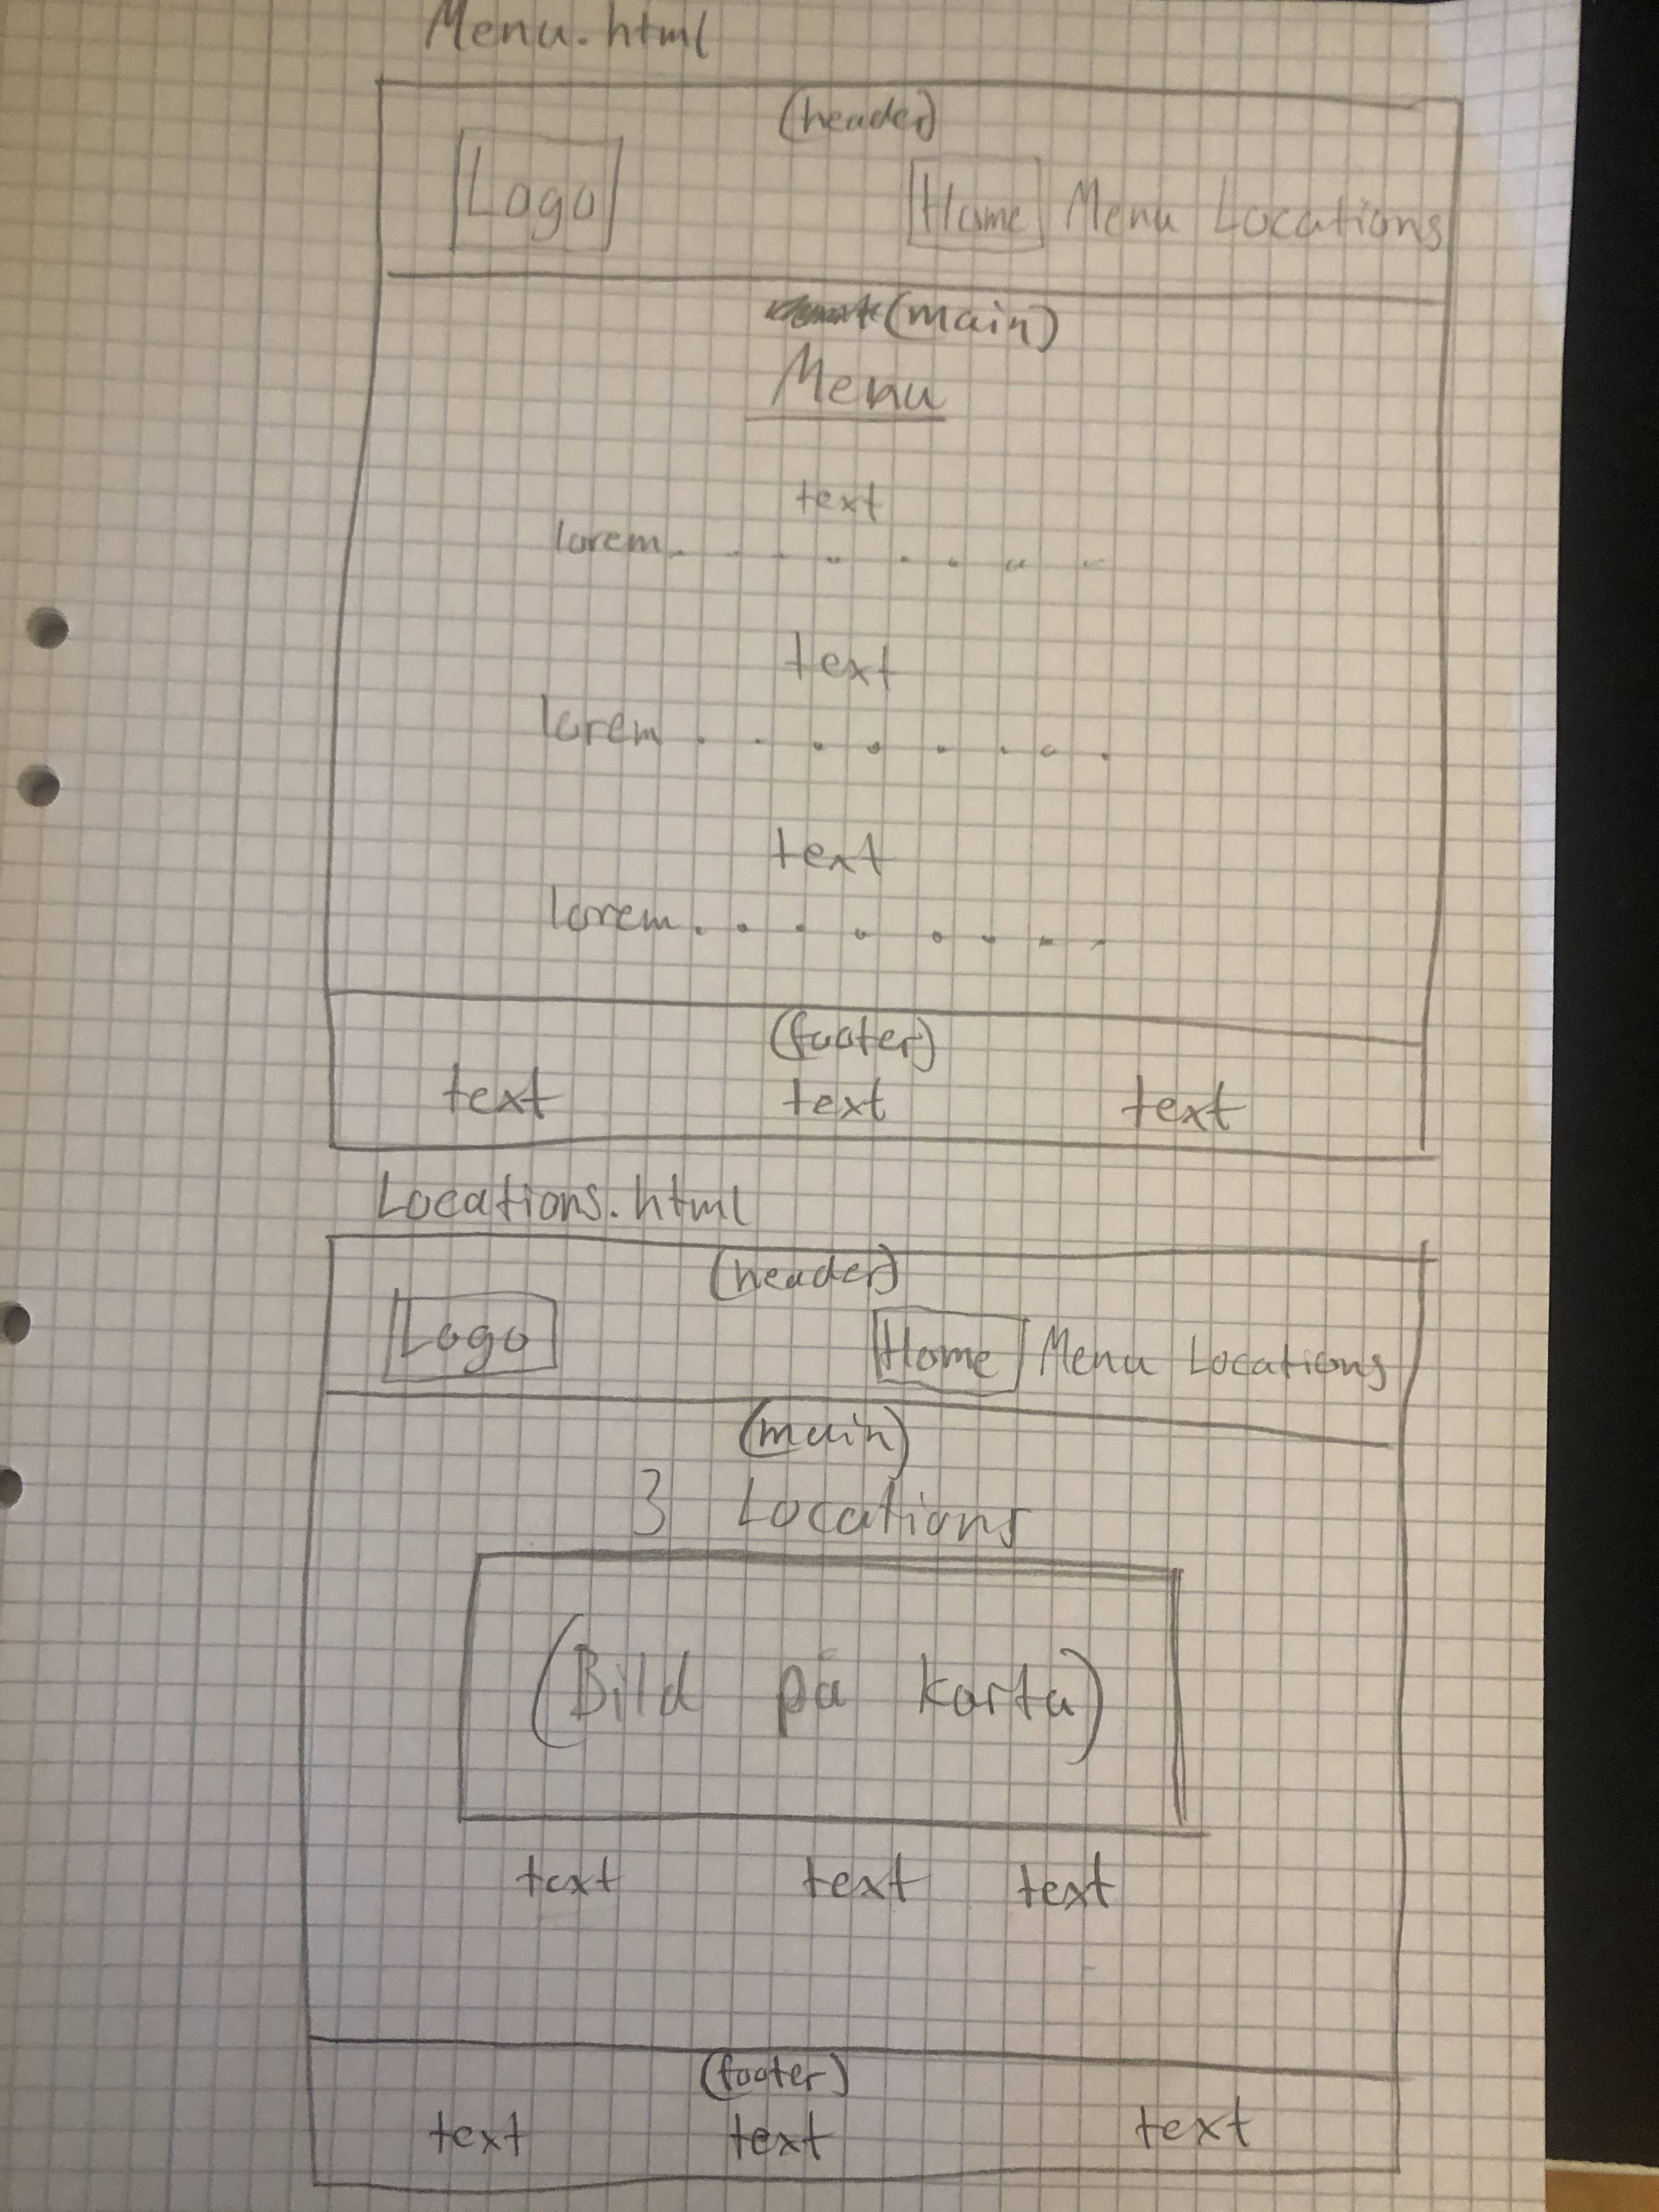 Menu.html
(header)
Logo Home Menu Locations
(main)
Menu
text
lorem. . . . . . . .
text
lorem . . . . . . . .
text
lorem. . . . . . . .
(footer)
text text text
Locations.html
(header)
Logo Home Menu Locations
(main)
3 Locations
(Bild på karta)
text text text
(footer)
text text text